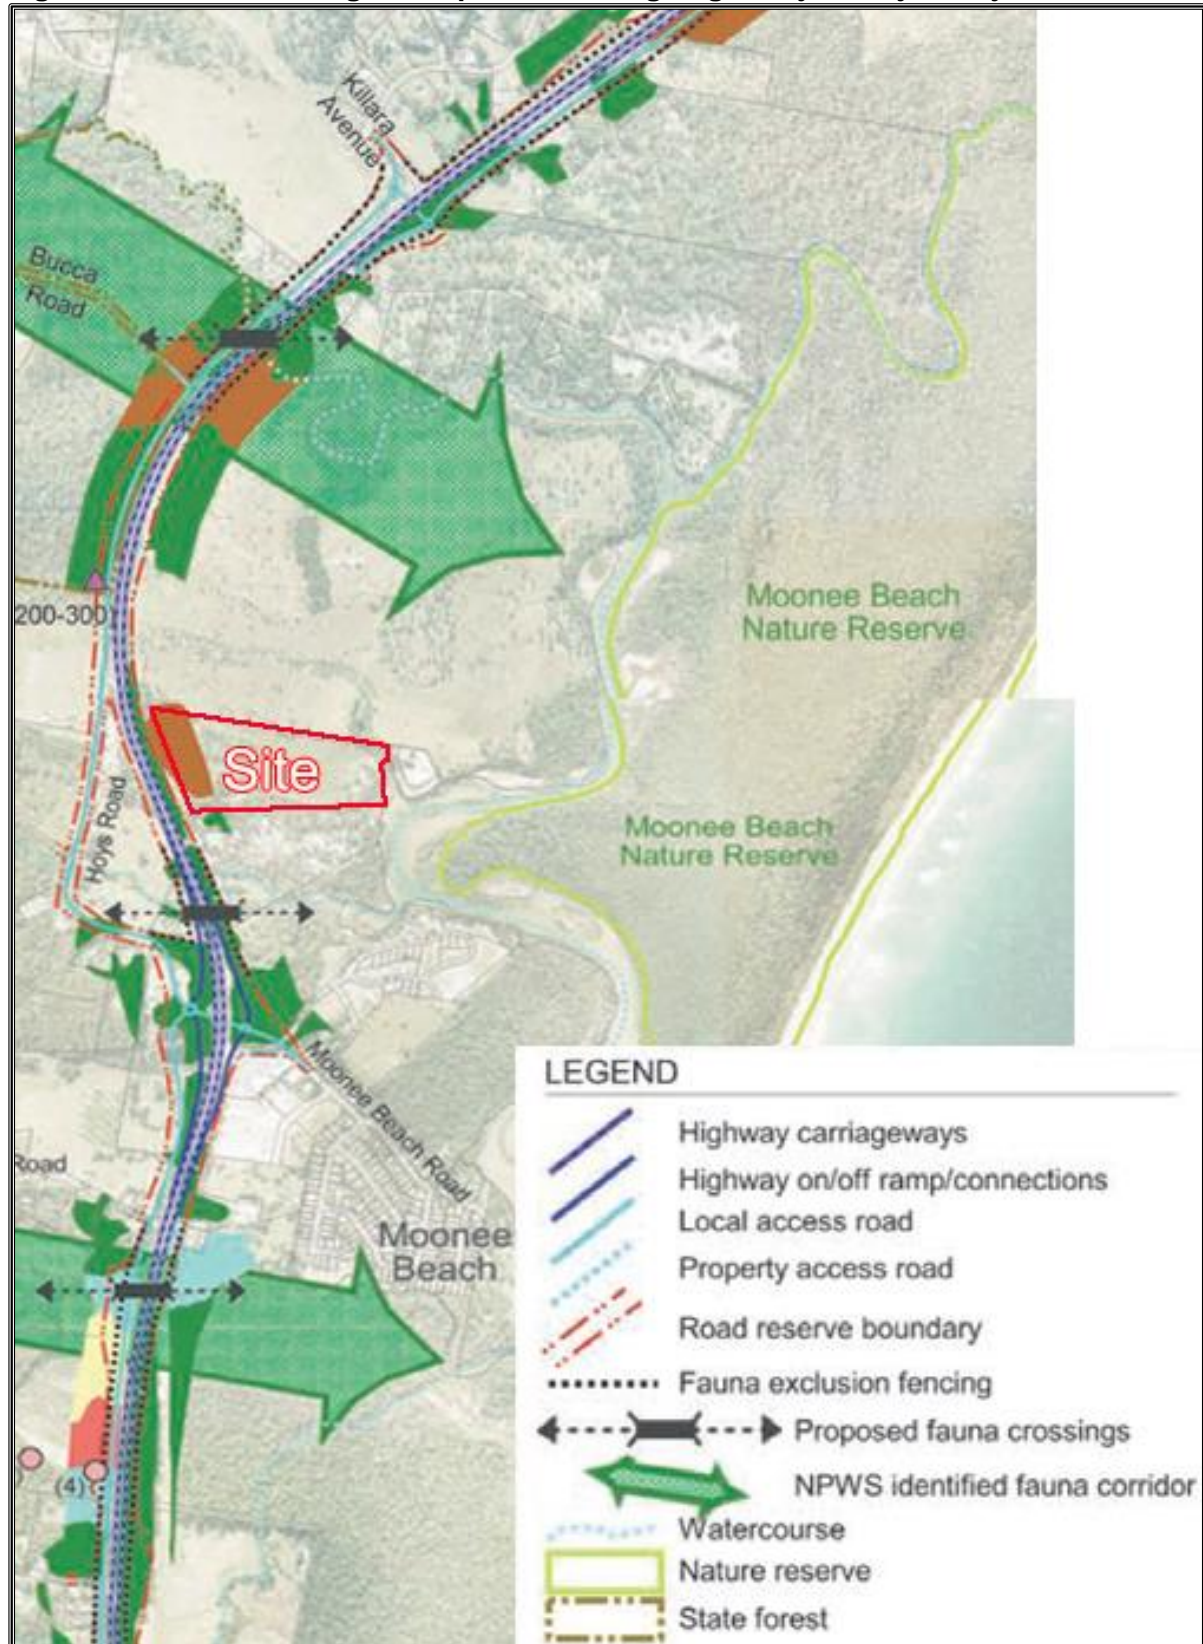 Killara
Avenue
Bucca
Road
200-300
Moonee Beach
Nature Reserve
Site
Hoys Road
Moonee Beach
Nature Reserve
Moonee Beach Road
Road
Moonee
Beach
(4)
LEGEND
Highway carriageways
Highway on/off ramp/connections
Local access road
Property access road
Road reserve boundary
Fauna exclusion fencing
Proposed fauna crossings
NPWS identified fauna corridor
Watercourse
Nature reserve
State forest